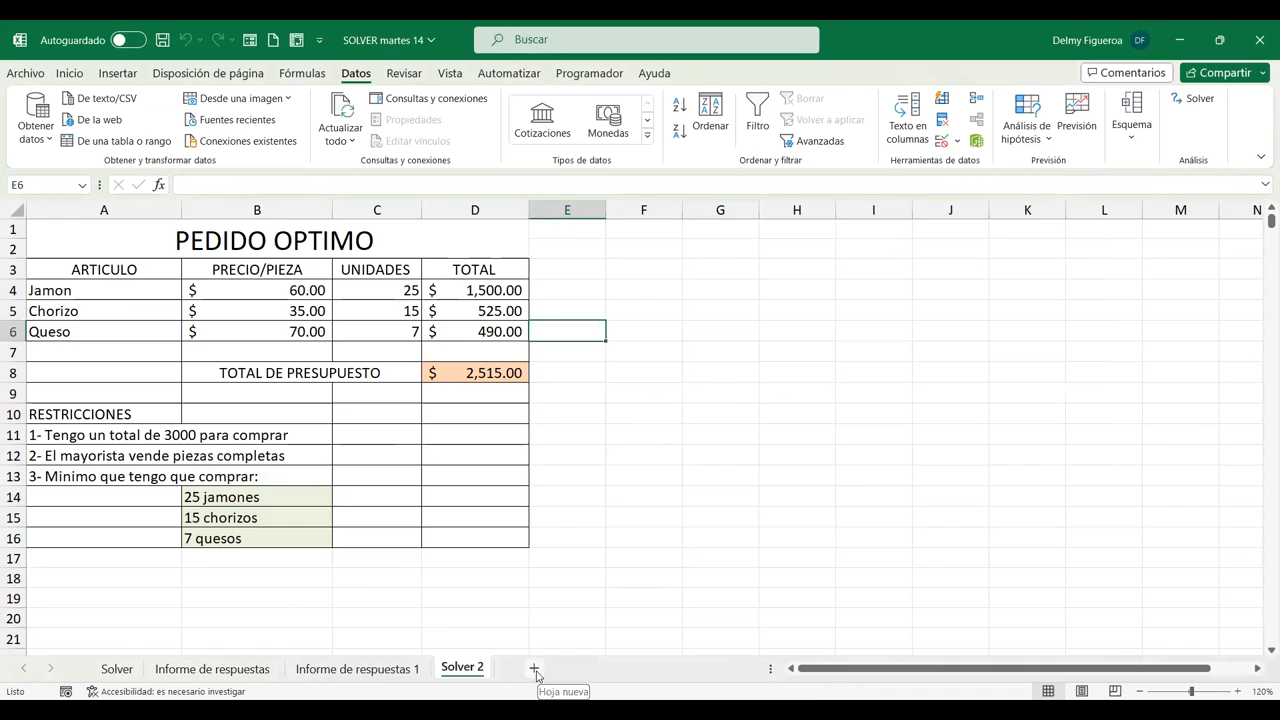 Autoguardado SOLVER martes 14 Buscar Delmy Figueroa DF
Archivo Inicio Insertar Disposición de página Fórmulas Datos Revisar Vista Automatizar Programador Ayuda Comentarios Compartir
Obtener datos
De texto/CSV
De la web
De una tabla o rango
Desde una imagen
Fuentes recientes
Conexiones existentes
Obtener y transformar datos
Actualizar todo
Consultas y conexiones
Propiedades
Editar vínculos
Consultas y conexiones
Cotizaciones
Monedas
Tipos de datos
Ordenar
Filtro
Borrar
Volver a aplicar
Avanzadas
Ordenar y filtrar
Texto en columnas
Herramientas de datos
Análisis de hipótesis
Previsión
Previsión
Esquema
Solver
Análisis
E6 fx
A B C D E F G H I J K L M N
1
2 PEDIDO OPTIMO
3 ARTICULO PRECIO/PIEZA UNIDADES TOTAL
4 Jamon $ 60.00 25 $ 1,500.00
5 Chorizo $ 35.00 15 $ 525.00
6 Queso $ 70.00 7 $ 490.00
7
8 TOTAL DE PRESUPUESTO $ 2,515.00
9
10 RESTRICCIONES
11 1- Tengo un total de 3000 para comprar
12 2- El mayorista vende piezas completas
13 3- Minimo que tengo que comprar:
14 25 jamones
15 15 chorizos
16 7 quesos
17
18
19
20
21
Solver Informe de respuestas Informe de respuestas 1 Solver 2
Listo Accesibilidad: es necesario investigar Hoja nueva 120%